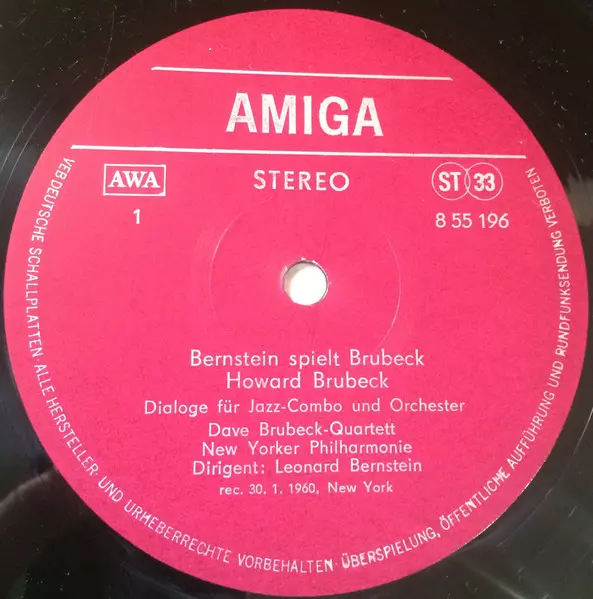 AMIGA
AWA
STEREO
ST 33
1
8 55 196
Bernstein spielt Brubeck
Howard Brubeck
Dialoge für Jazz-Combo und Orchester
Dave Brubeck-Quartett
New Yorker Philharmonie
Dirigent: Leonard Bernstein
rec. 30. 1. 1960, New York
VEB DEUTSCHE SCHALLPLATTEN · ALLE HERSTELLER- UND URHEBERRECHTE VORBEHALTEN · ÜBERSPIELUNG, ÖFFENTLICHE AUFFÜHRUNG UND RUNDFUNKSENDUNG VERBOTEN